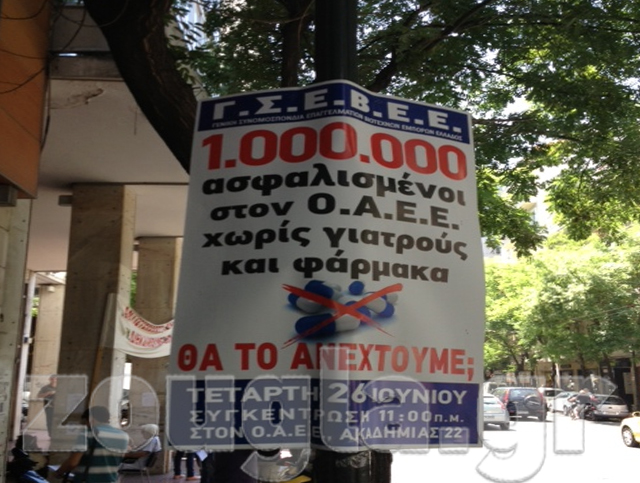 Γ.Σ.Ε.Β.Ε.Ε.
ΓΕΝΙΚΗ ΣΥΝΟΜΟΣΠΟΝΔΙΑ ΕΠΑΓΓΕΛΜΑΤΙΩΝ ΒΙΟΤΕΧΝΩΝ ΕΜΠΟΡΩΝ ΕΛΛΑΔΟΣ
1.000.000
ασφαλισμένοι
στον Ο.Α.Ε.Ε.
χωρίς γιατρούς
και φάρμακα
ΘΑ ΤΟ ΑΝΕΧΤΟΥΜΕ;
ΤΕΤΑΡΤΗ 26 ΙΟΥΝΙΟΥ
ΣΥΓΚΕΝΤΡΩΣΗ 11:00 π.μ.
ΣΤΟΝ Ο.Α.Ε.Ε. ΑΚΑΔΗΜΙΑΣ 22
zougla.gr